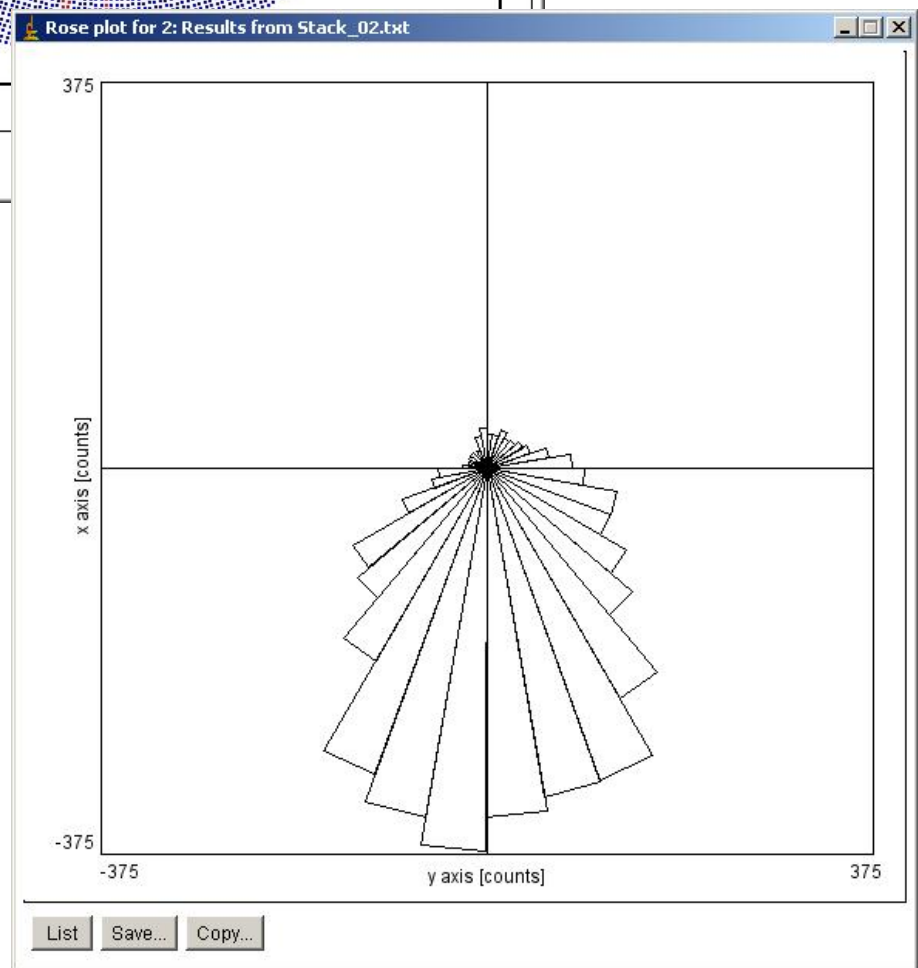 Rose plot for 2: Results from Stack_02.txt
375
x axis [counts]
-375
-375
y axis [counts]
375
List
Save...
Copy...